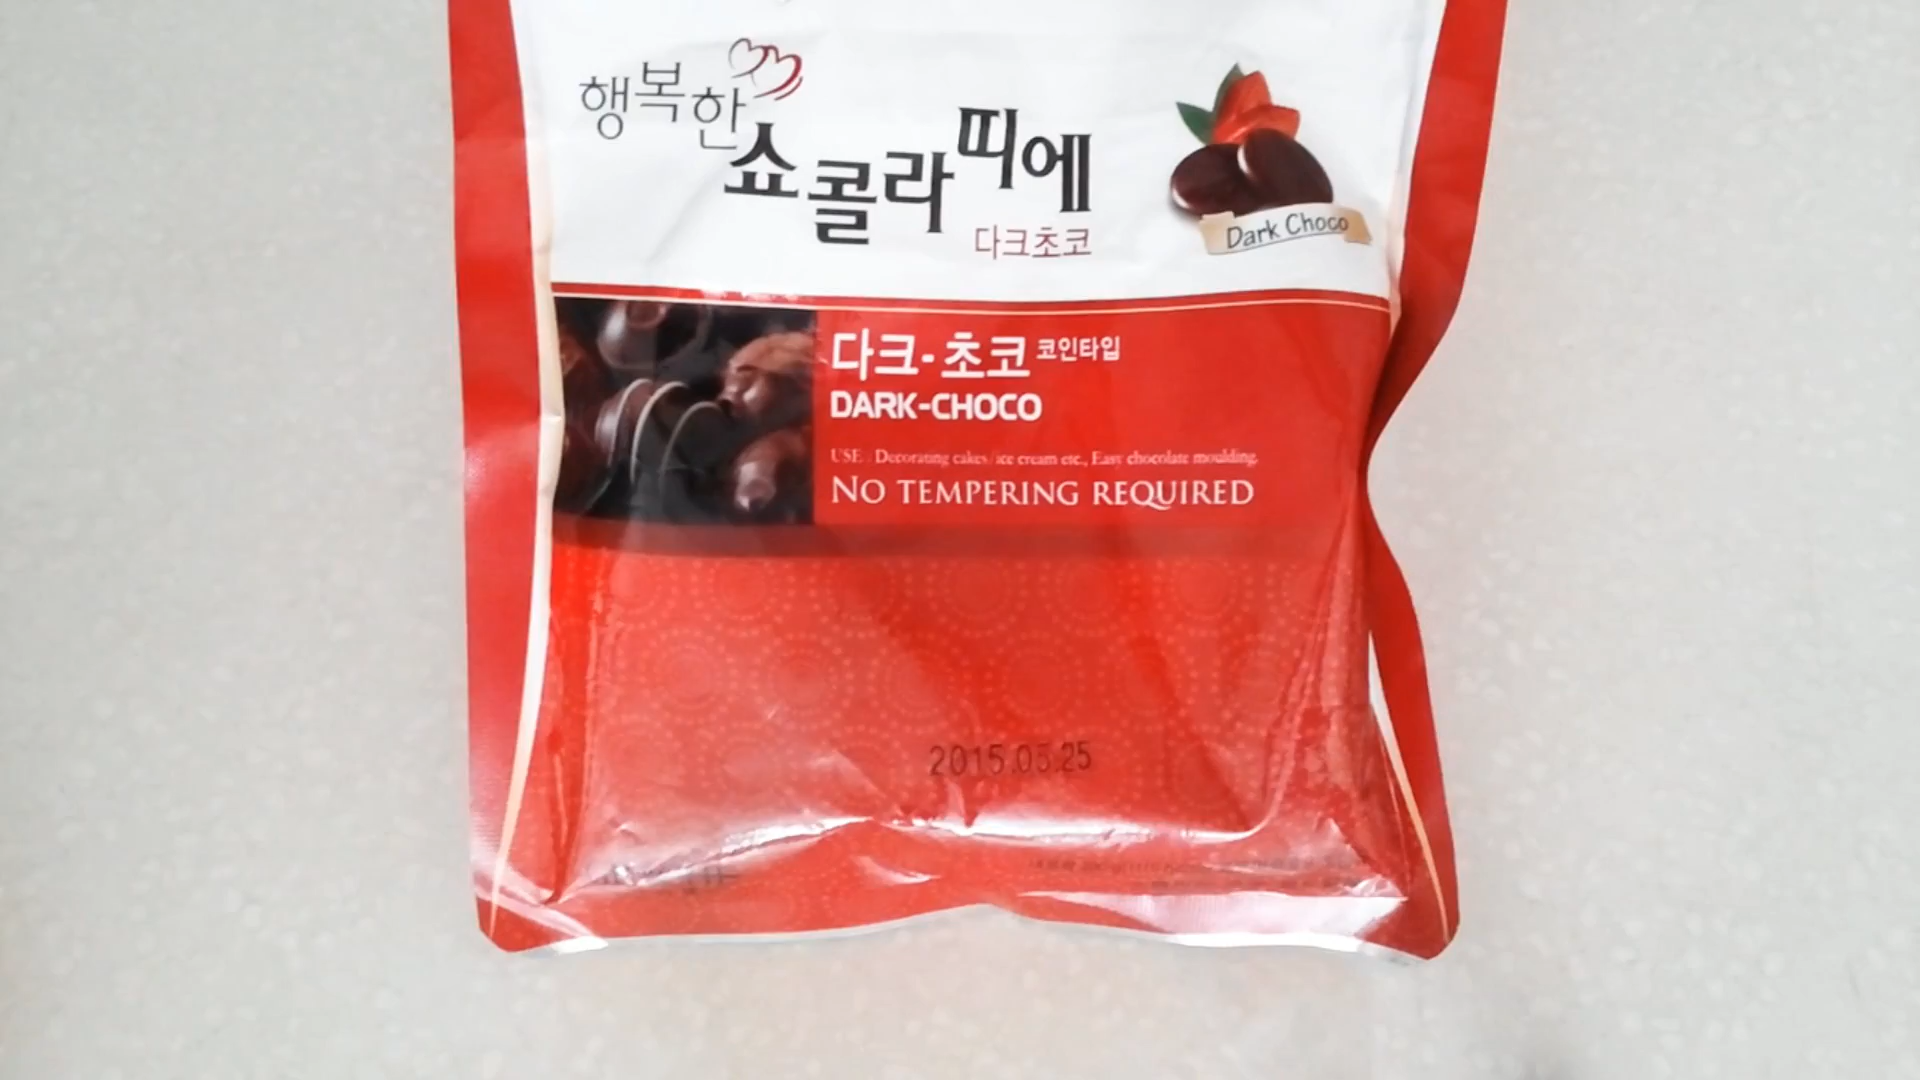 행복한
쇼콜라띠에
다크초코
Dark Choco
다크-초코 코인타입
DARK-CHOCO
USE : Decorating cakes/ice cream etc., Easy chocolate moulding.
NO TEMPERING REQUIRED
2015.05.25